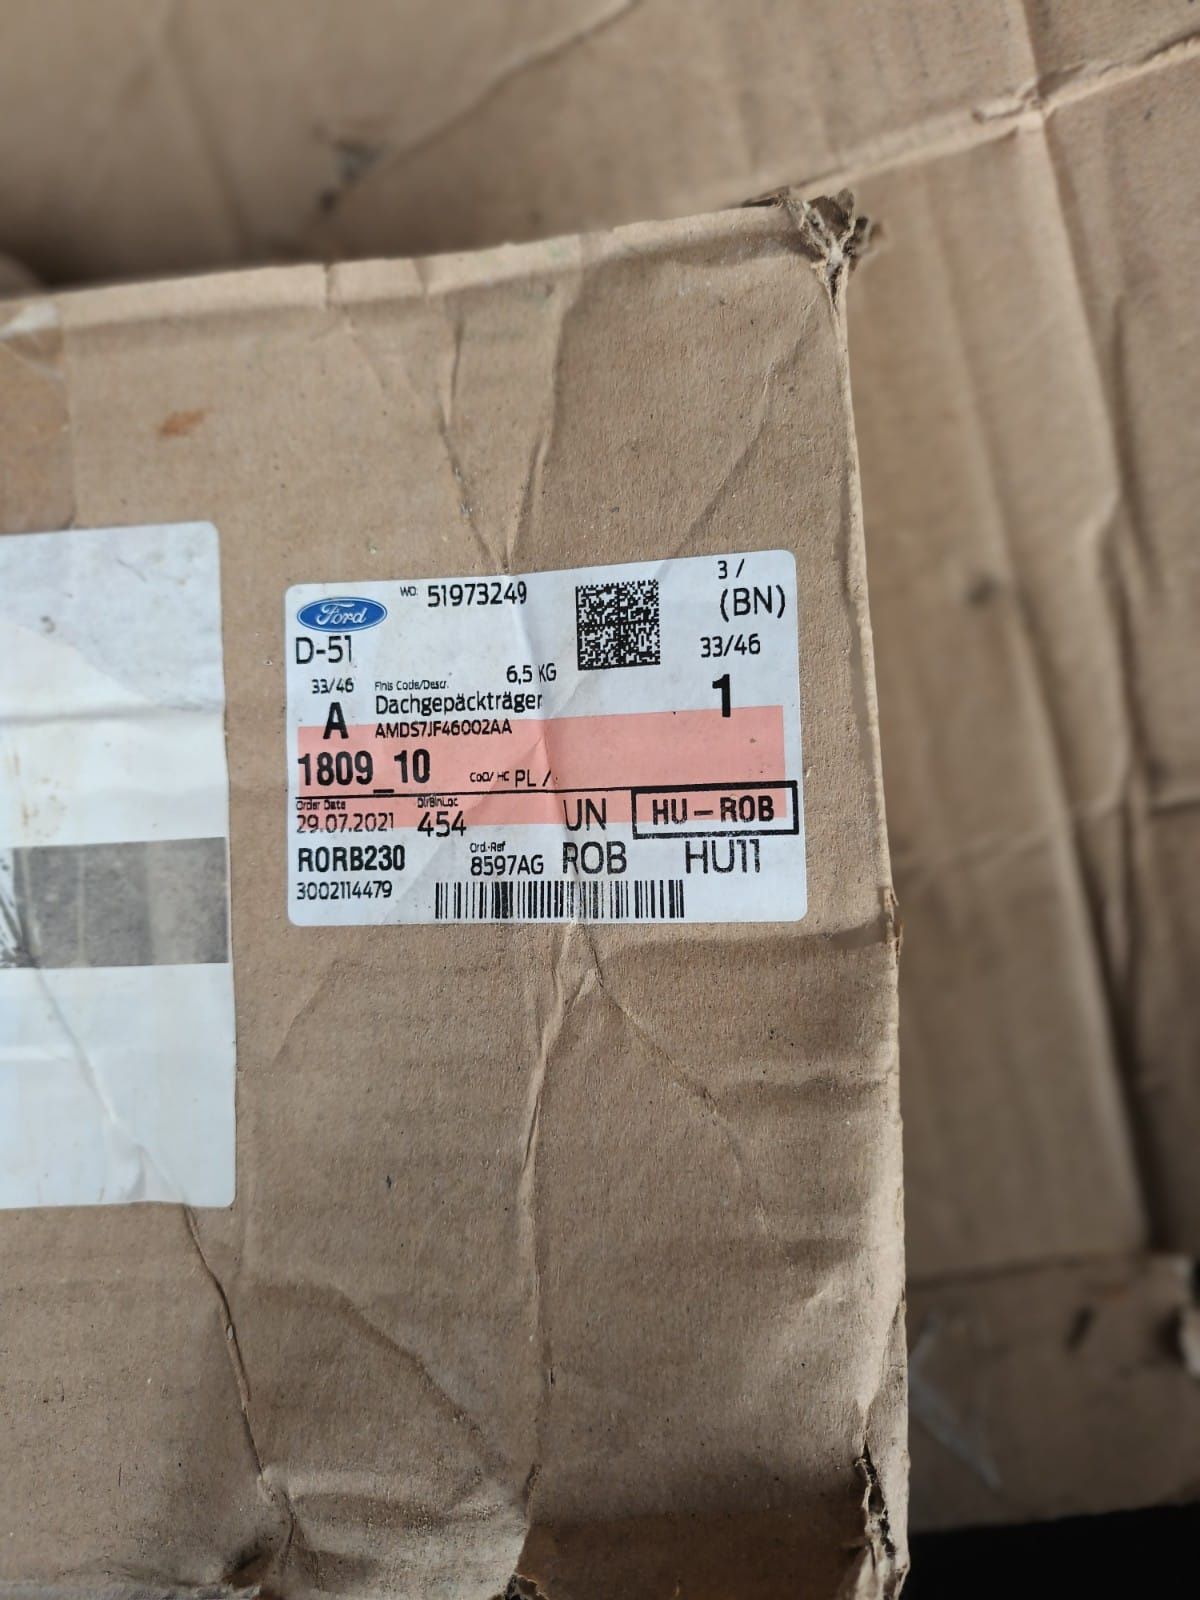 Ford WO: 51973249 3 /
D-51 (BN)
33/46 Finis Code/Descr. 6,5 KG 33/46
A Dachgepäckträger 1
AMDS7JF46002AA
1809_10 CoO/ HC PL /
Order Date DlrBinLoc UN HU-ROB
29.07.2021 454
RORB230 Ord.-Ref 8597AG ROB HU11
3002114479